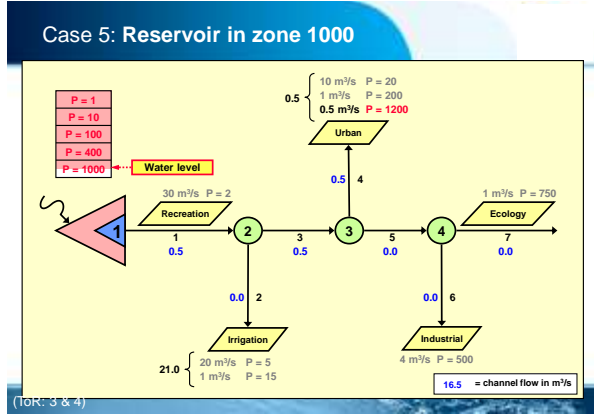 Case 5: Reservoir in zone 1000
P = 1
P = 10
P = 100
P = 400
P = 1000
Water level
10 m³/s P = 20
1 m³/s P = 200
0.5 m³/s P = 1200
0.5
Urban
0.5 4
30 m³/s P = 2
Recreation
1 m³/s P = 750
Ecology
1
2
3
4
1
0.5
3
0.5
5
0.0
7
0.0
0.0 2
0.0 6
Irrigation
Industrial
21.0
20 m³/s P = 5
1 m³/s P = 15
4 m³/s P = 500
16.5 = channel flow in m³/s
(ToR: 3 & 4)